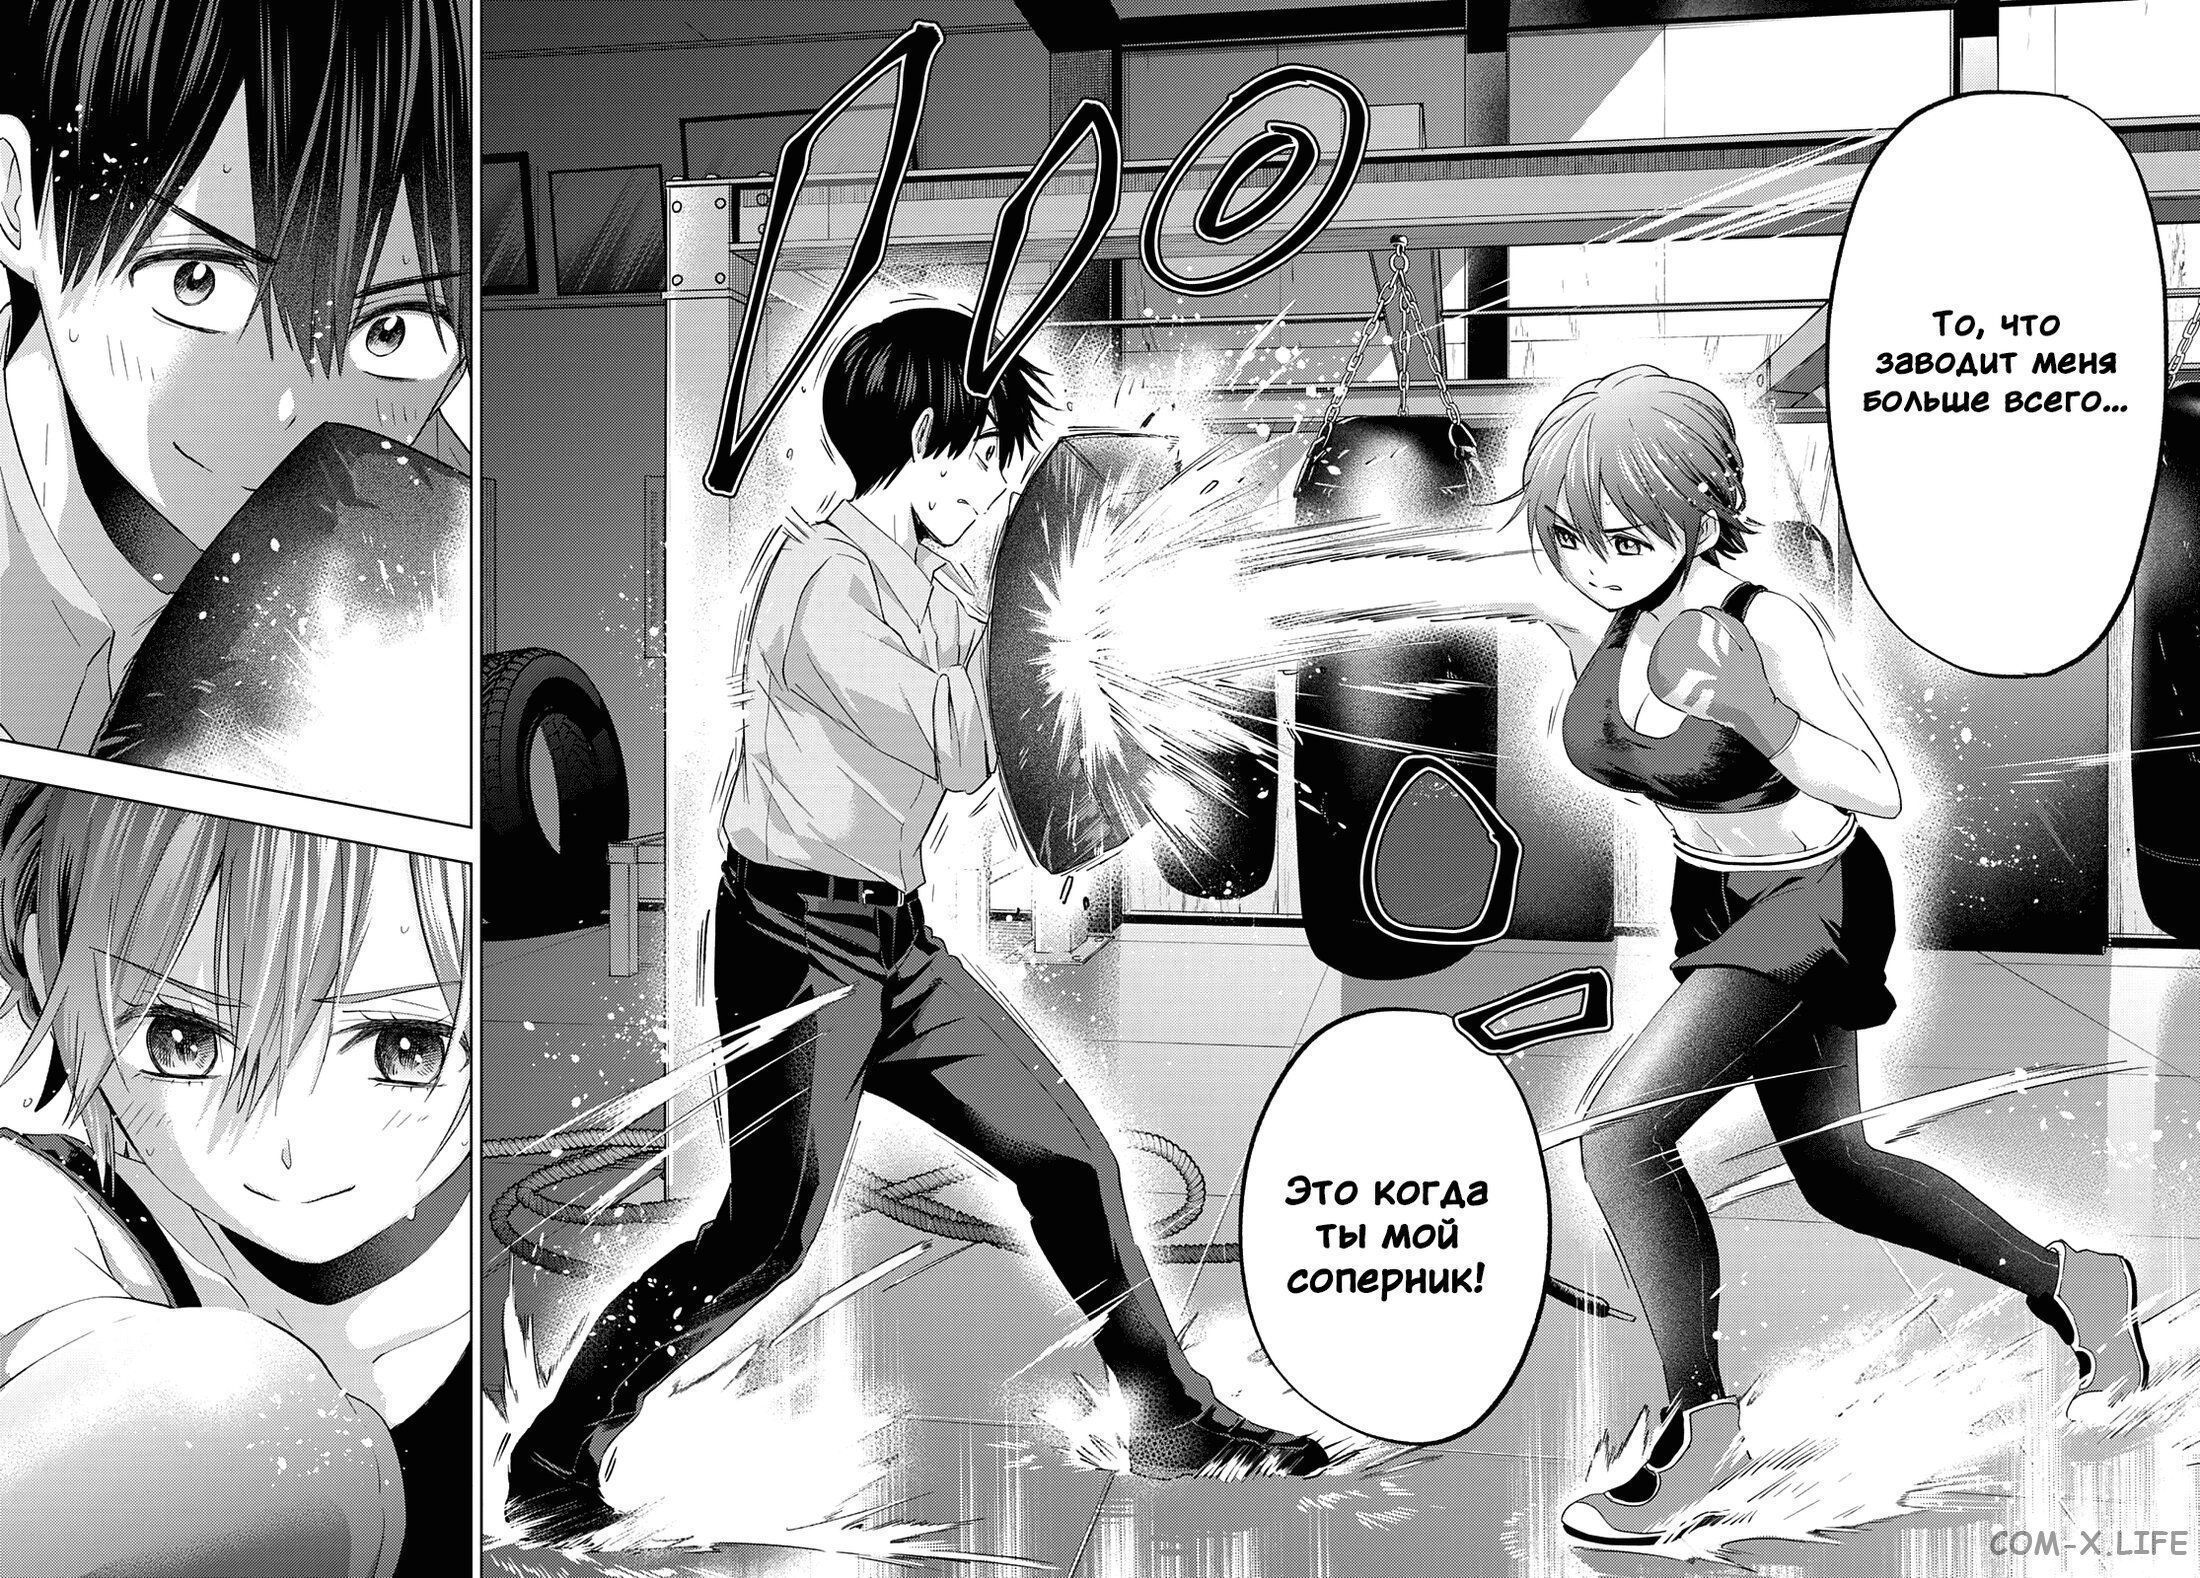 То, что
заводит меня
больше всего...
Это когда
ты мой
соперник!
COM-X.LIFE